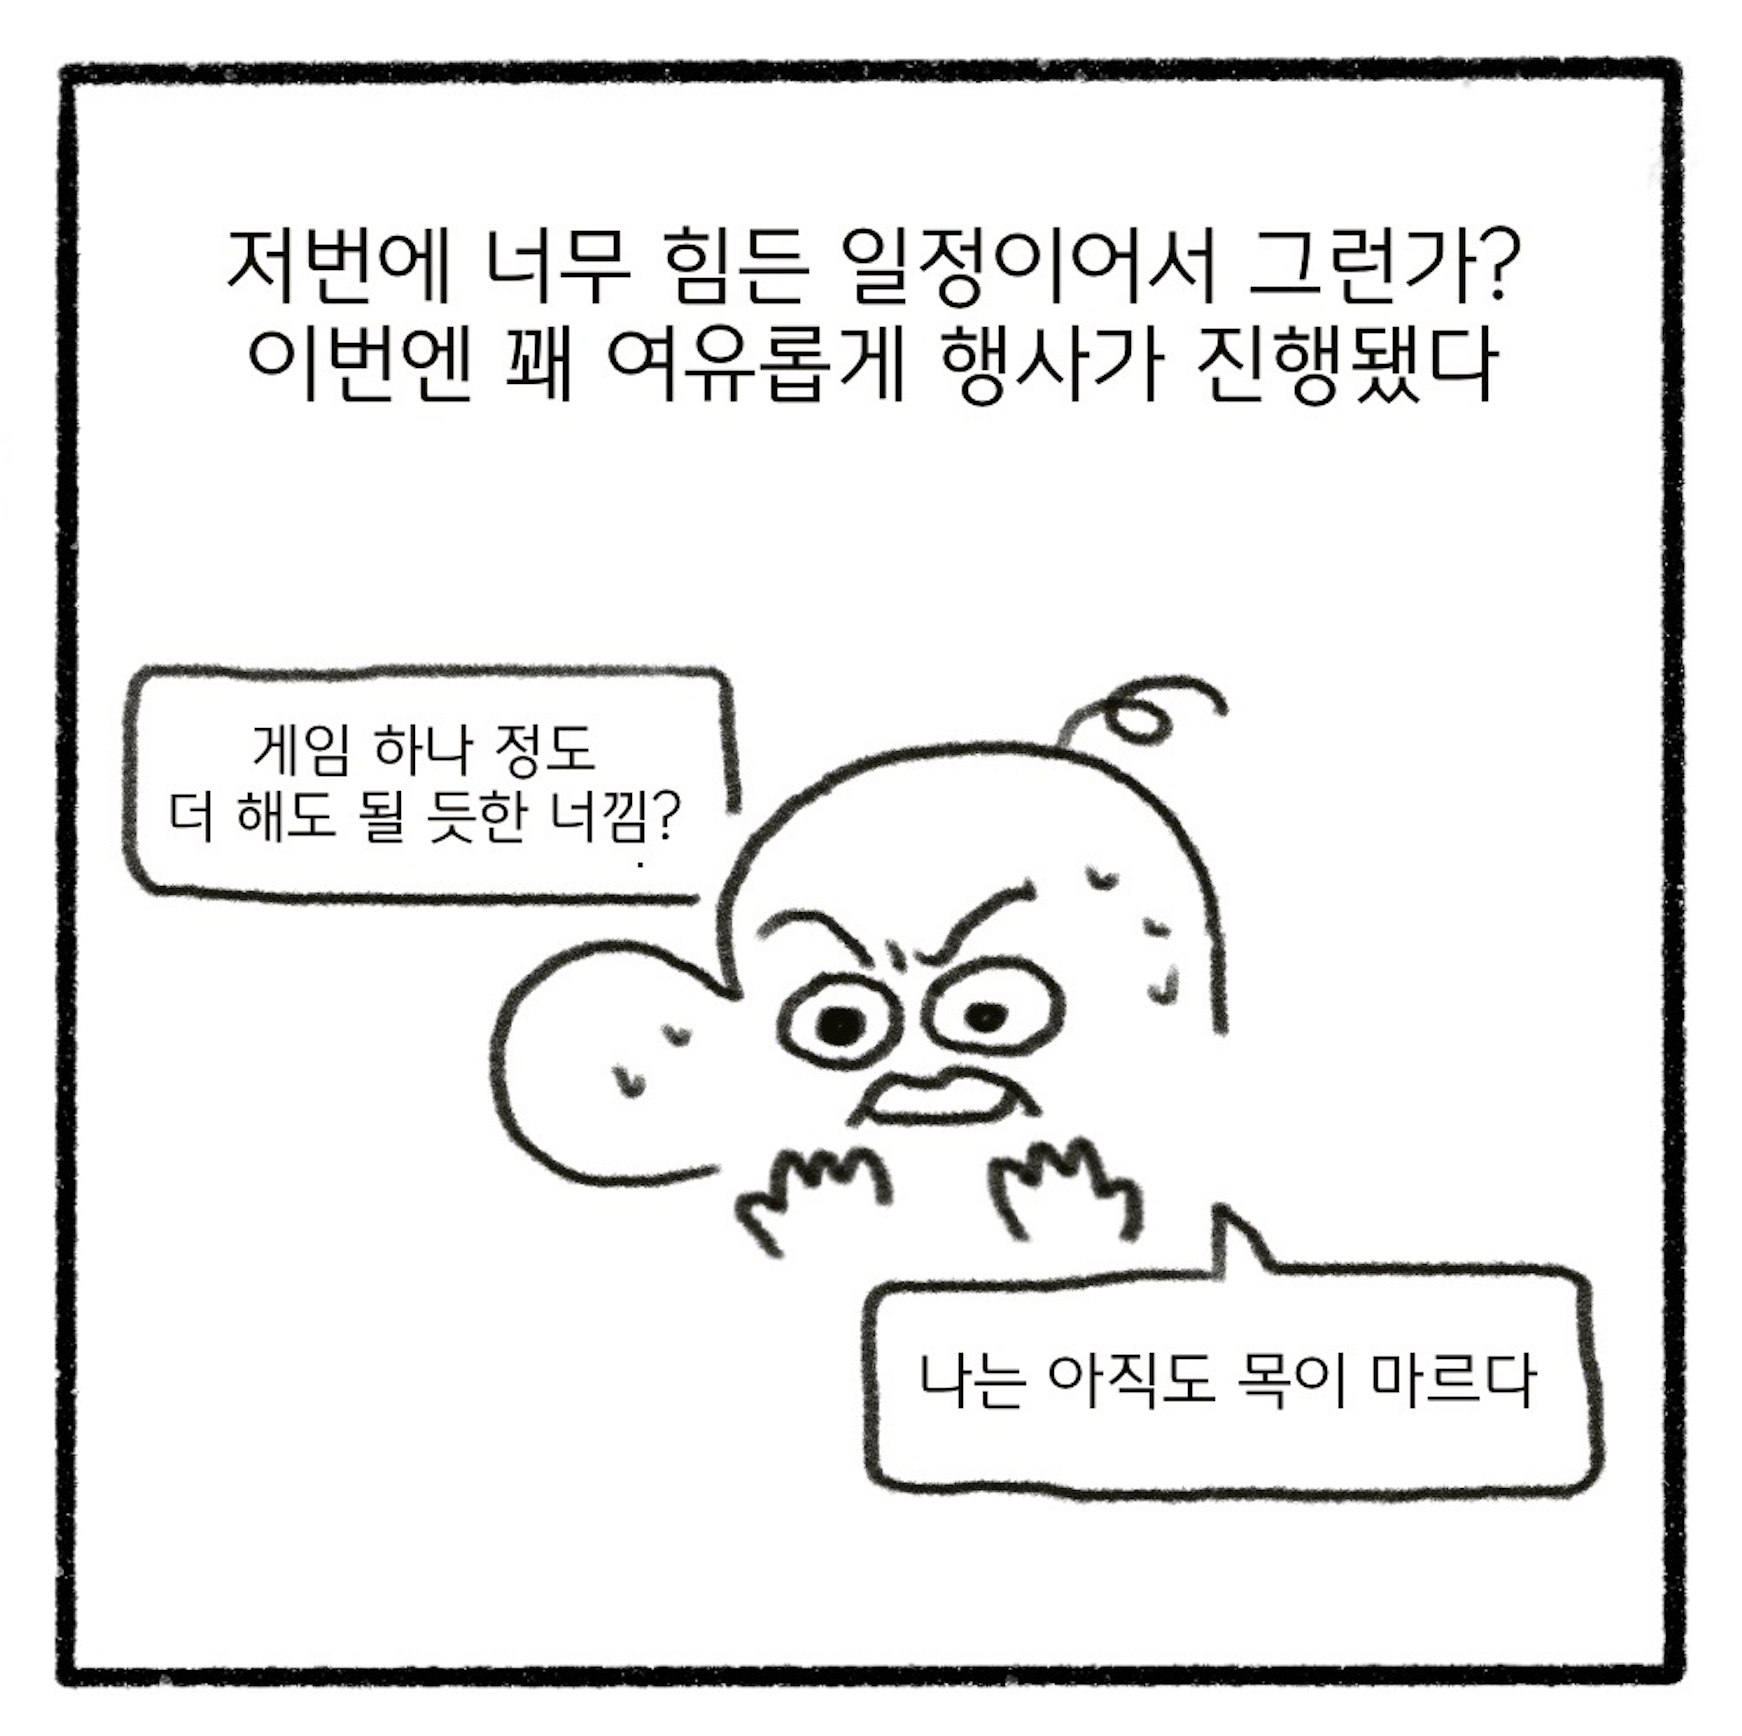 저번에 너무 힘든 일정이어서 그런가?
이번엔 꽤 여유롭게 행사가 진행됐다
게임 하나 정도
더 해도 될 듯한 너낌?
나는 아직도 목이 마르다